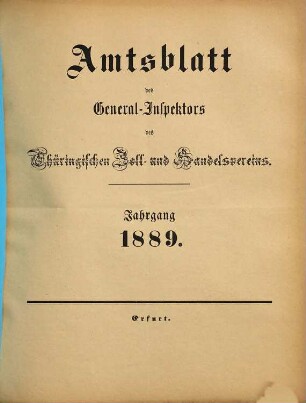 Amtsblatt
des
General-Inspektors
des
Thüringischen Zoll- und Handelsvereins.
Jahrgang
1889.
Erfurt.